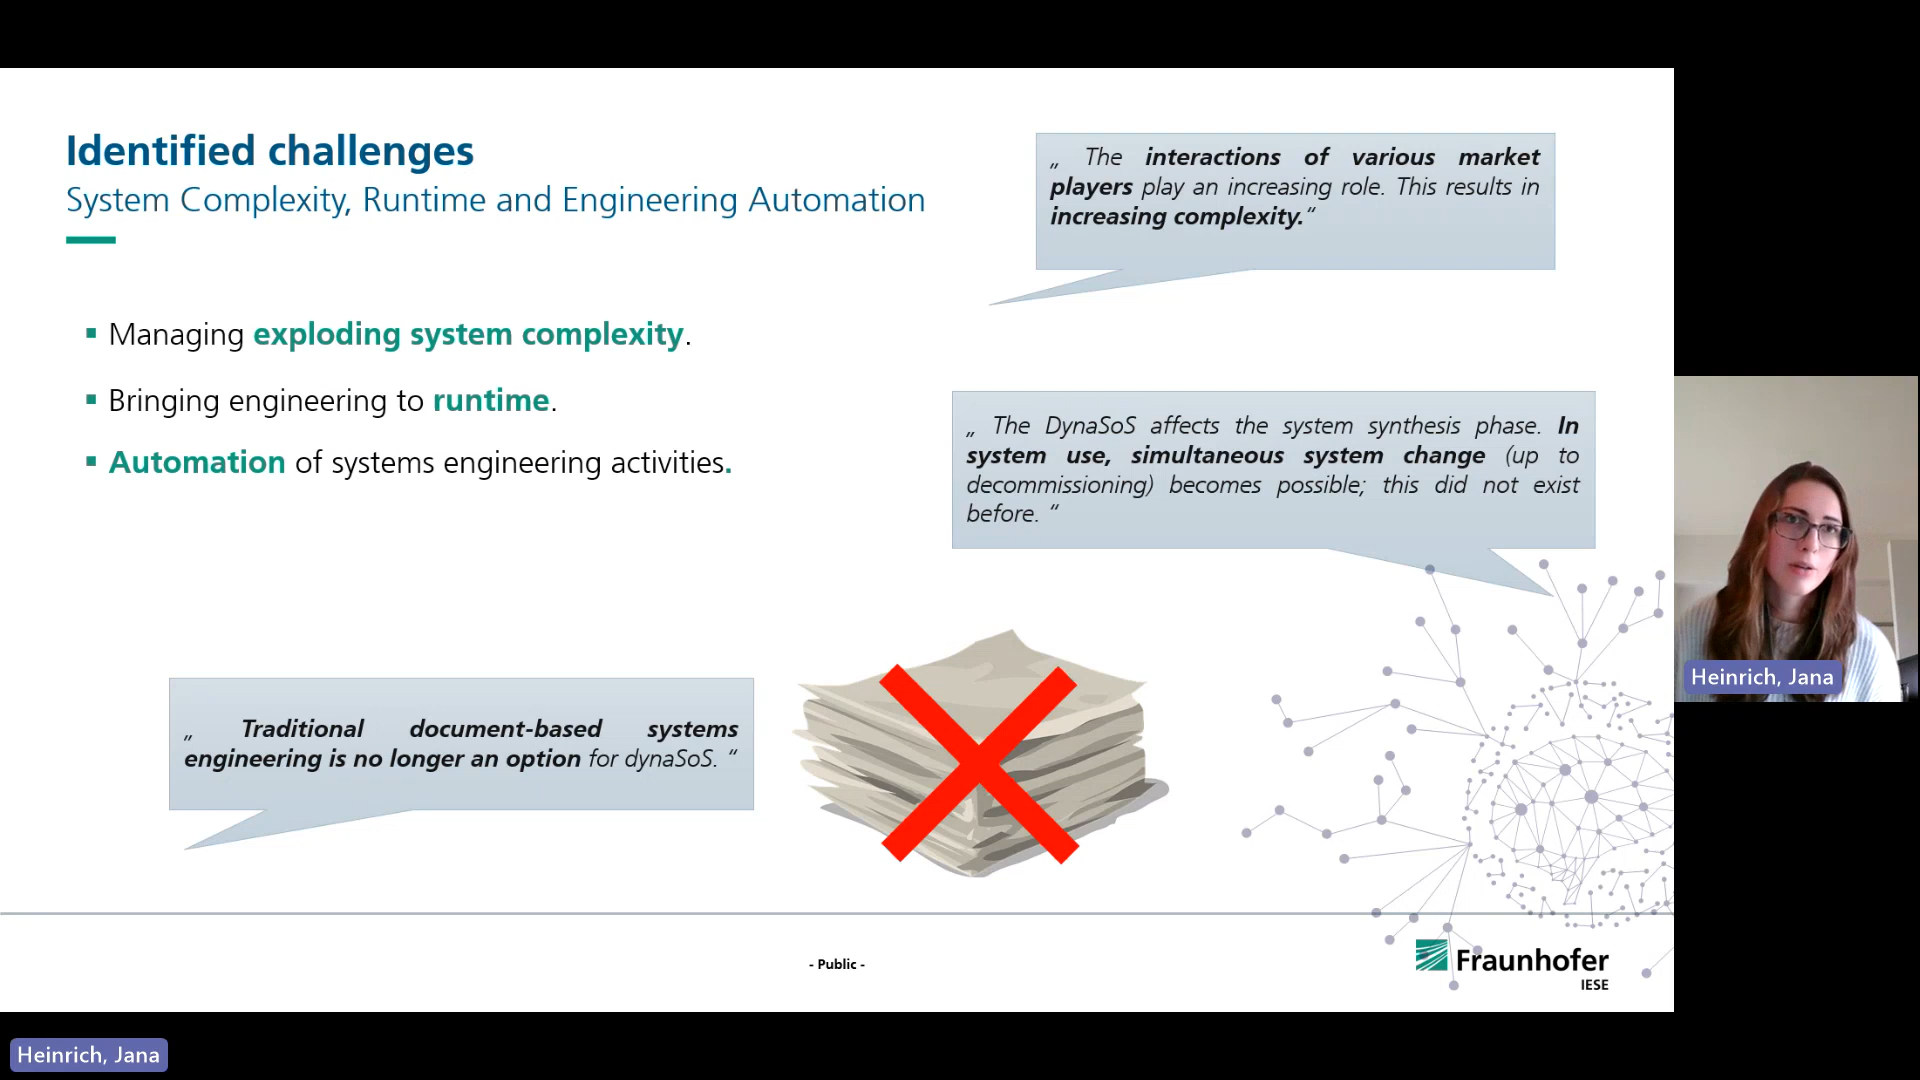 Identified challenges
System Complexity, Runtime and Engineering Automation
▪ Managing exploding system complexity.
▪ Bringing engineering to runtime.
▪ Automation of systems engineering activities.
„ The interactions of various market
players play an increasing role. This results in
increasing complexity.“
„ The DynaSoS affects the system synthesis phase. In
system use, simultaneous system change (up to
decommissioning) becomes possible; this did not exist
before. “
„ Traditional document-based systems
engineering is no longer an option for dynaSoS. “
- Public -
Fraunhofer
IESE
Heinrich, Jana
Heinrich, Jana